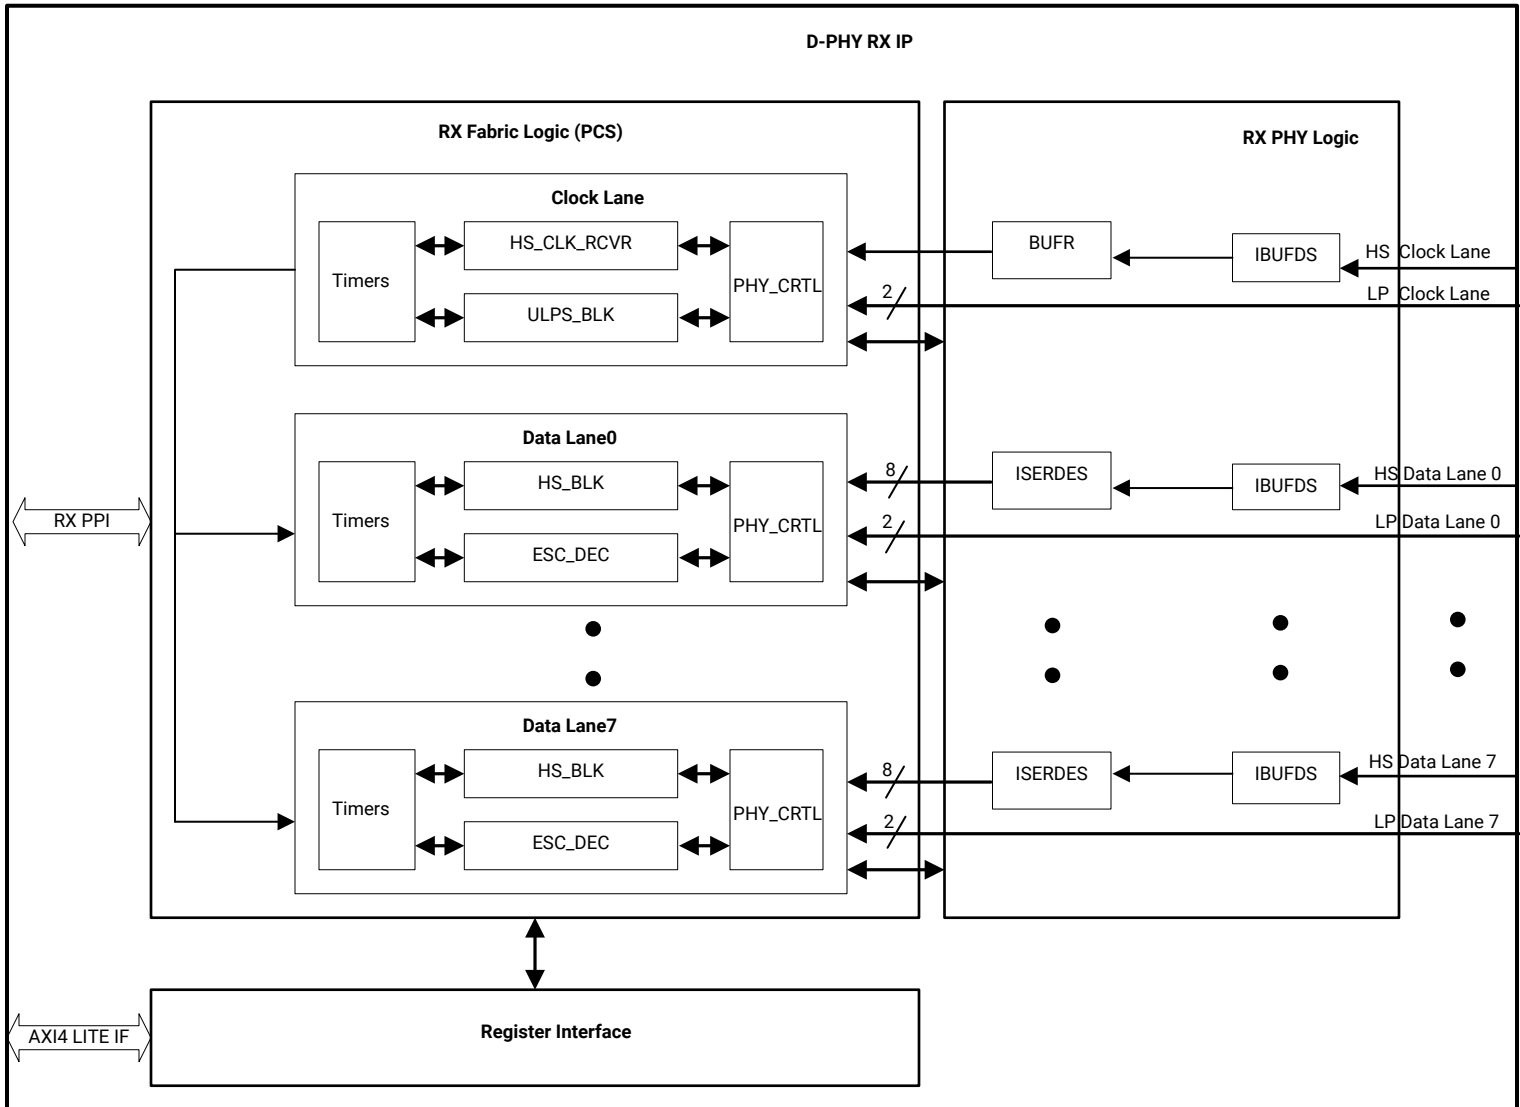 D-PHY RX IP
RX Fabric Logic (PCS)
RX PHY Logic
Clock Lane
Timers
HS_CLK_RCVR
ULPS_BLK
PHY_CRTL
BUFR
IBUFDS
HS Clock Lane
2
LP Clock Lane
Data Lane0
Timers
HS_BLK
ESC_DEC
PHY_CRTL
8
ISERDES
IBUFDS
HS Data Lane 0
2
LP Data Lane 0
RX PPI
Data Lane7
Timers
HS_BLK
ESC_DEC
PHY_CRTL
8
ISERDES
IBUFDS
HS Data Lane 7
2
LP Data Lane 7
AXI4 LITE IF
Register Interface